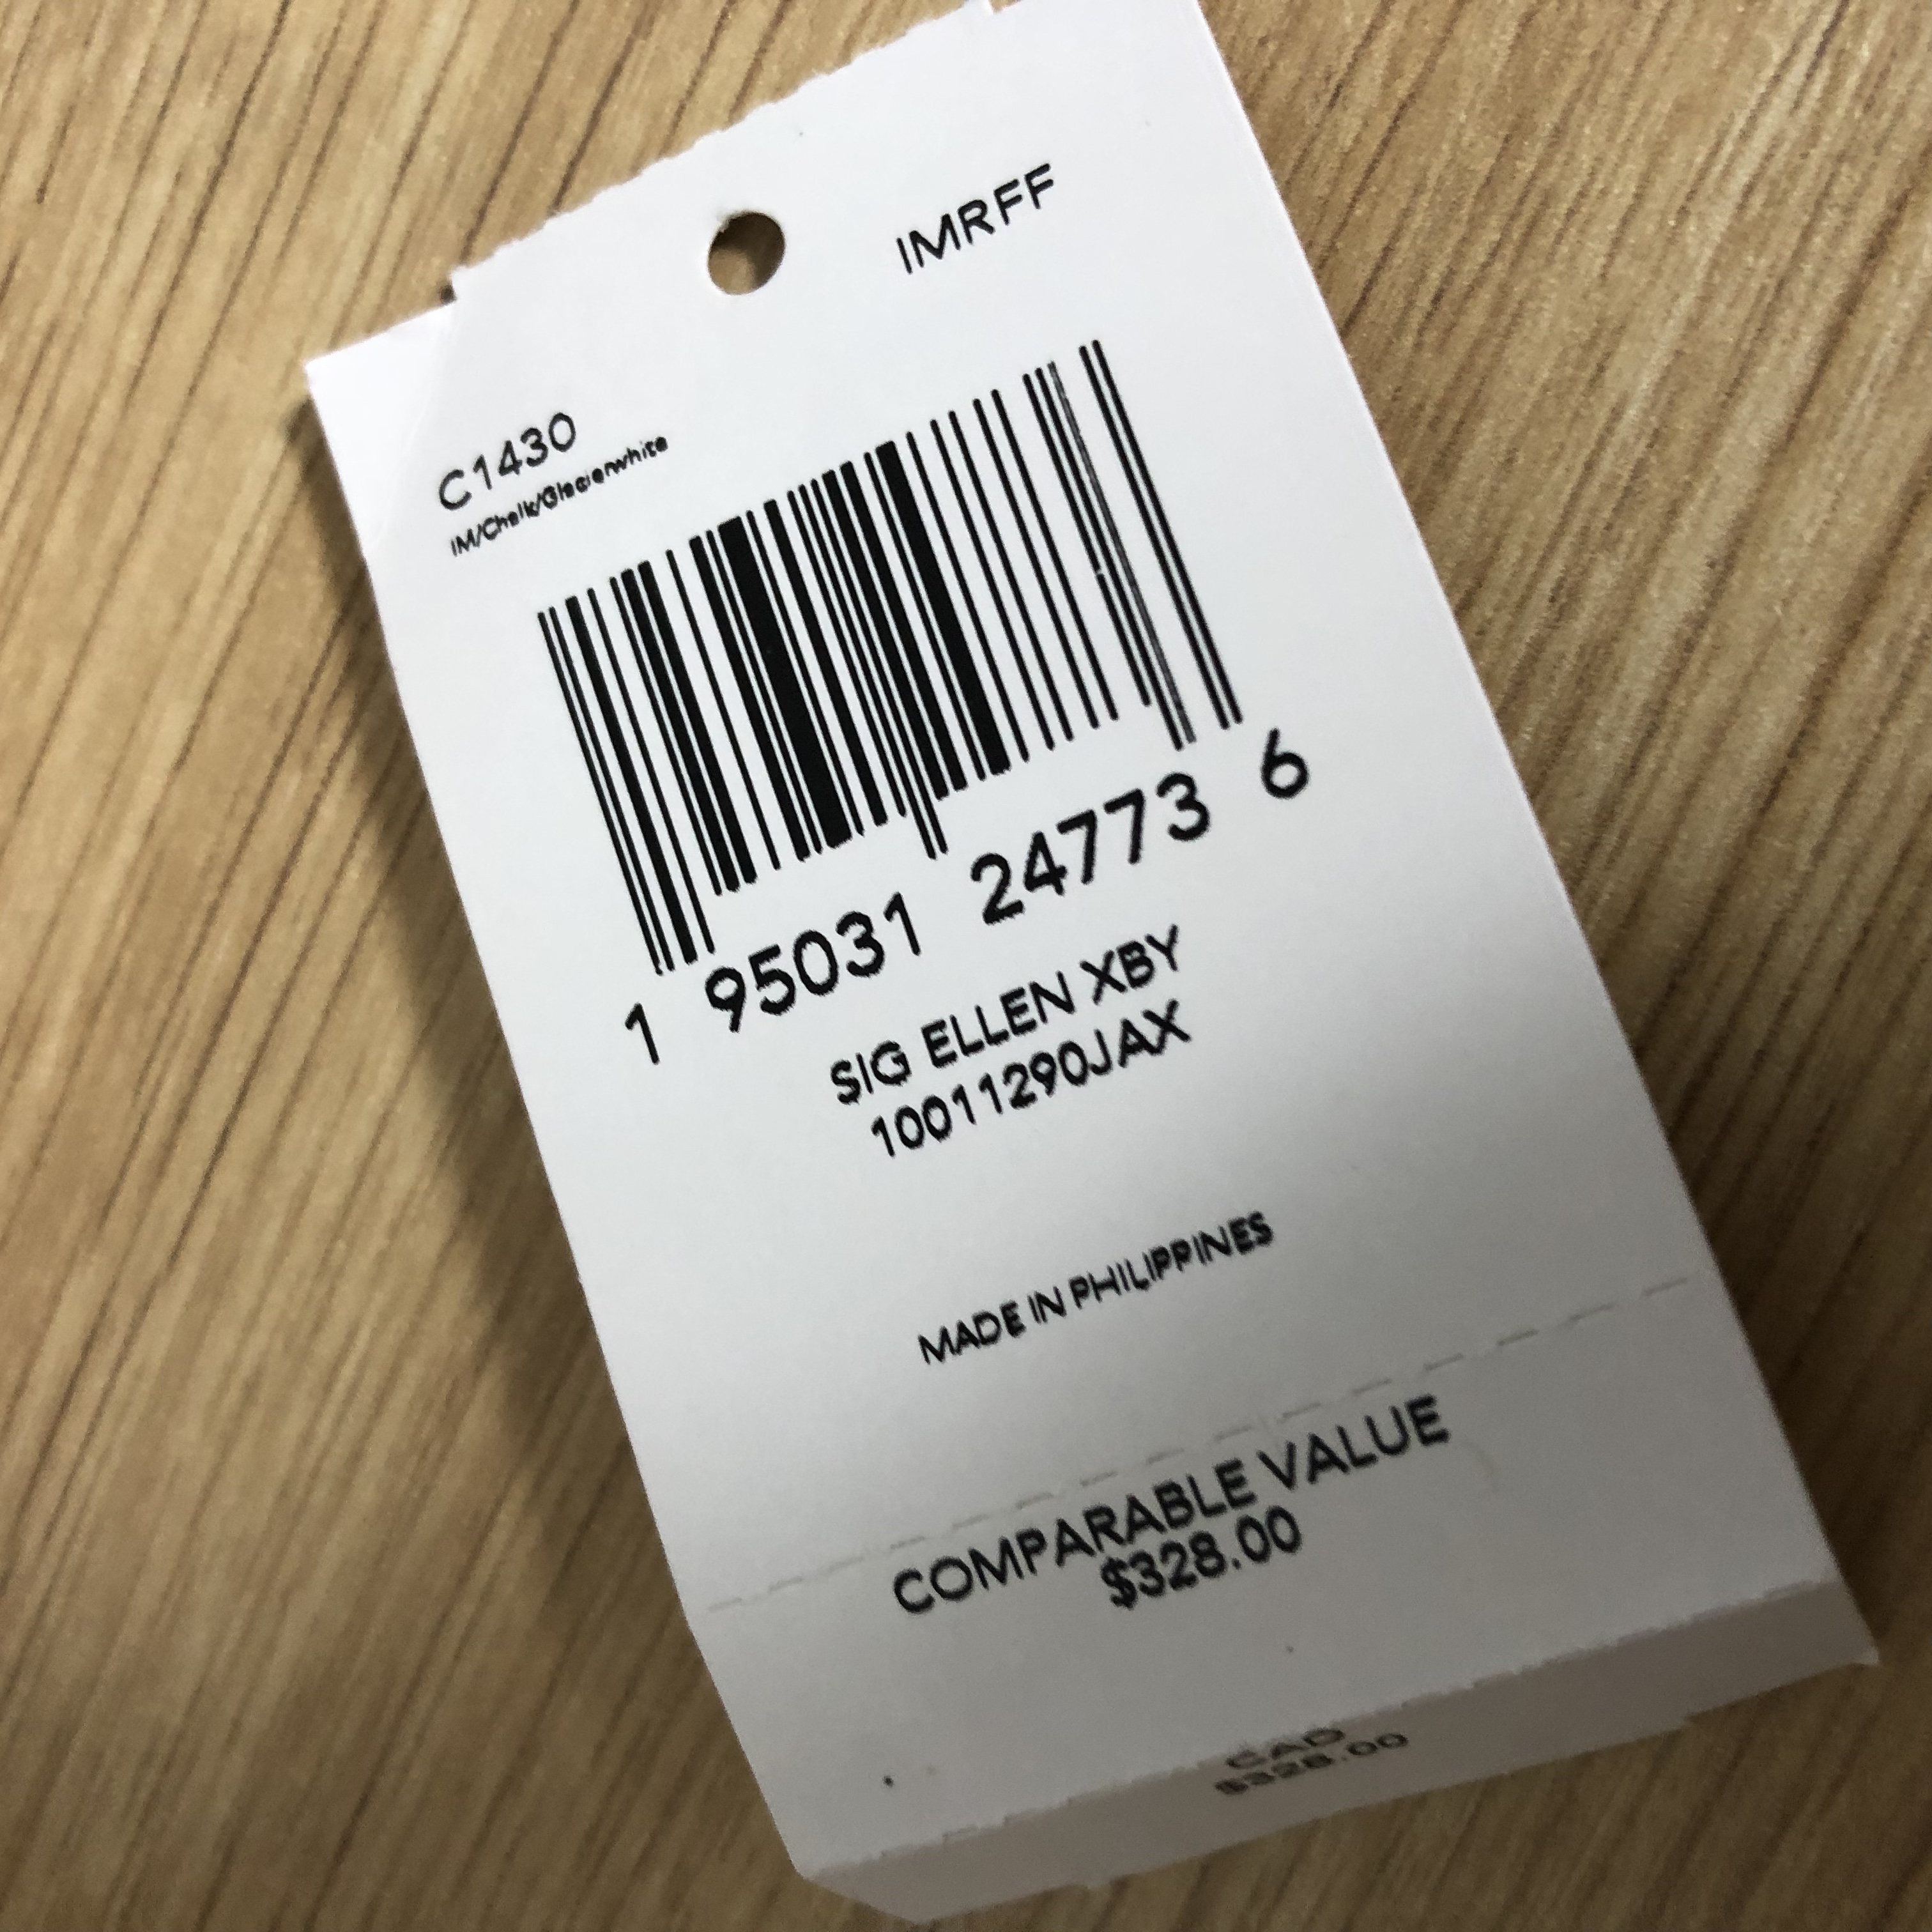 IMRFF
C1430
IM/Chalk/Glacierwhite
1 95031 24773 6
SIG ELLEN XBY
10011290JAX
MADE IN PHILIPPINES
COMPARABLE VALUE
$328.00
CAD
$328.00